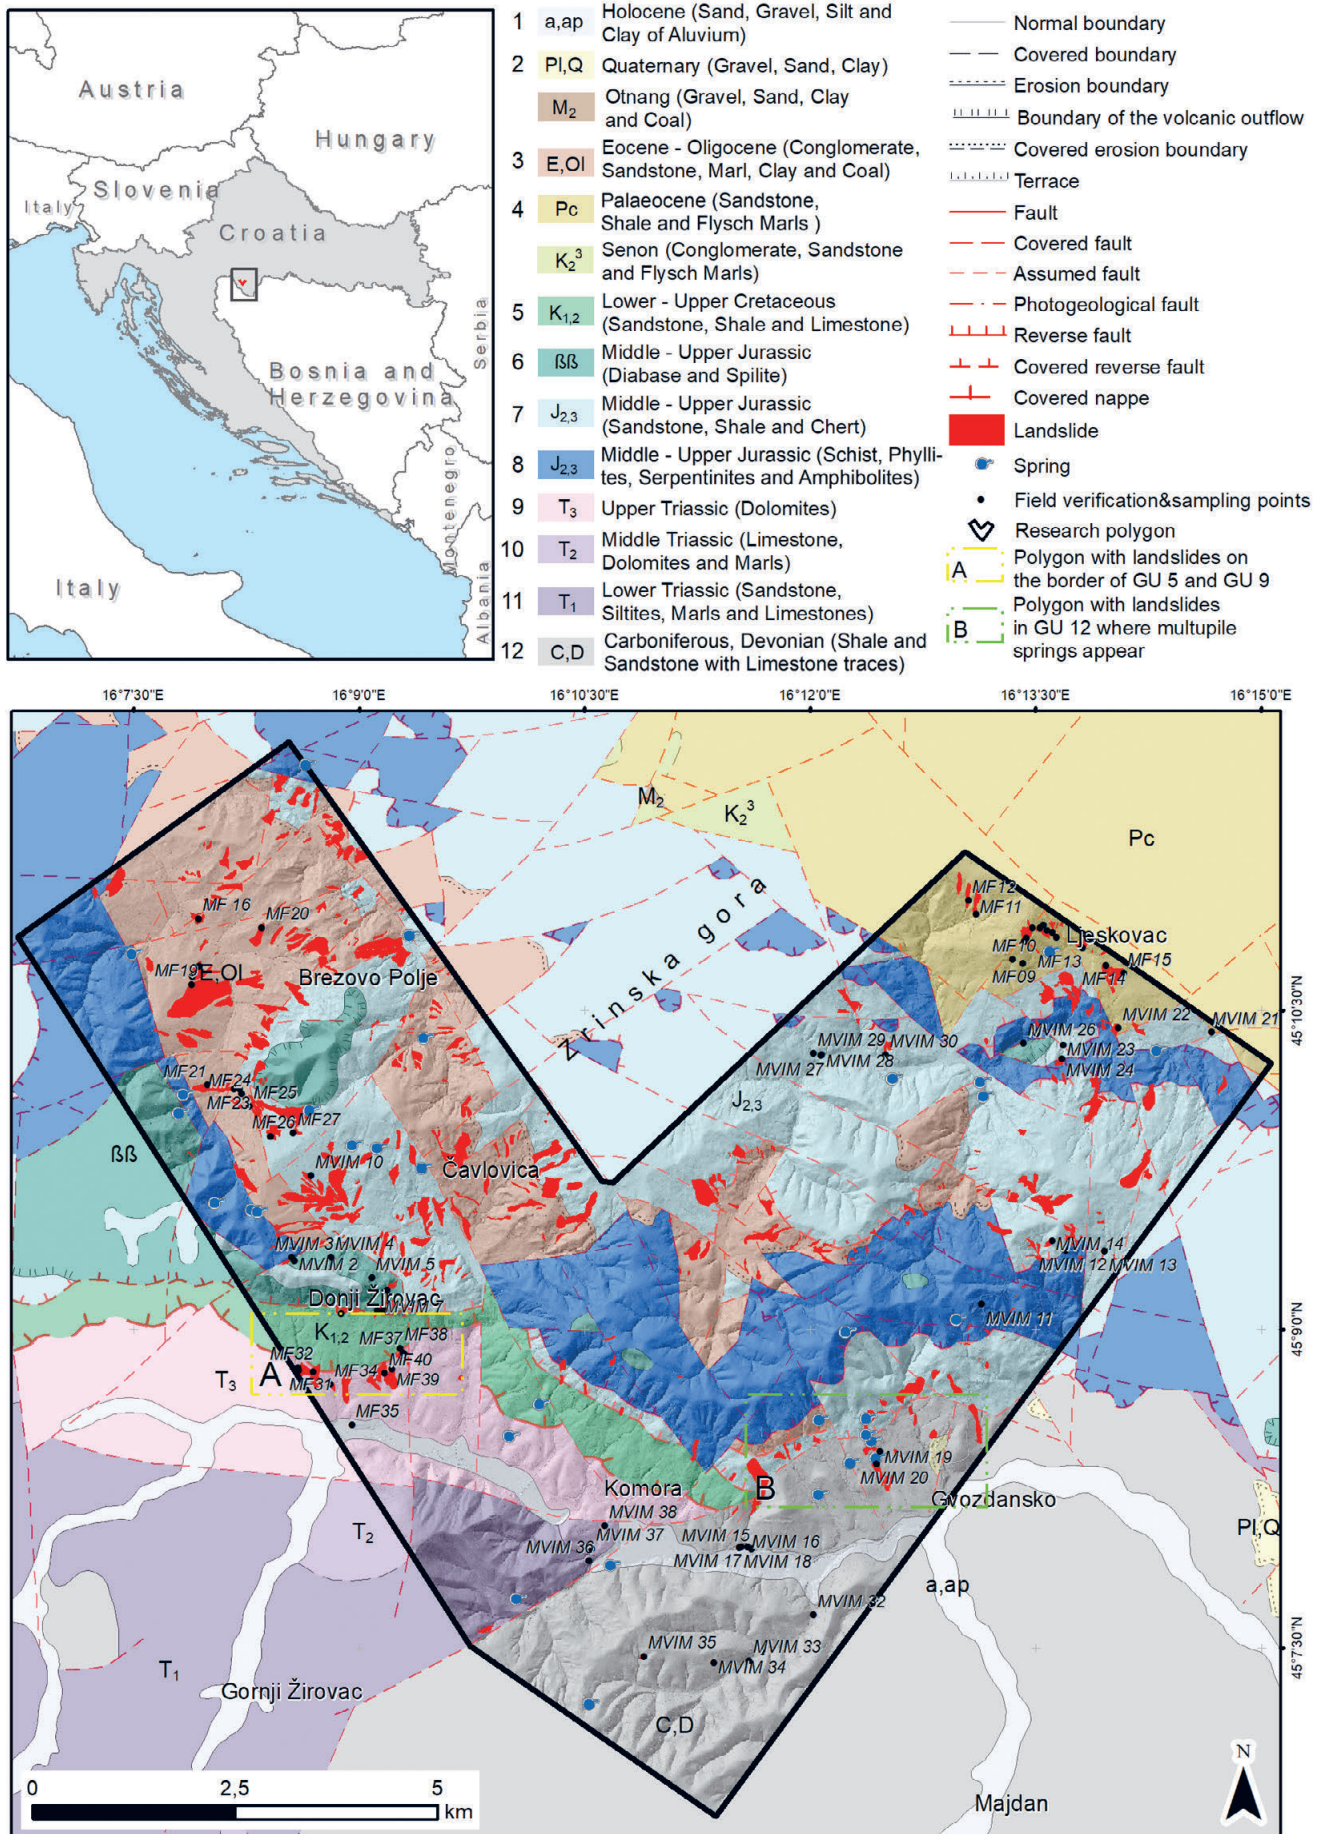 Austria
Hungary
Slovenia
Italy
Croatia
Serbia
Bosnia and
Herzegovina
Montenegro
Italy
Albania
1 a,ap Holocene (Sand, Gravel, Silt and
Clay of Aluvium)
2 Pl,Q Quaternary (Gravel, Sand, Clay)
M2 Otnang (Gravel, Sand, Clay
and Coal)
3 E,Ol Eocene - Oligocene (Conglomerate,
Sandstone, Marl, Clay and Coal)
4 Pc Palaeocene (Sandstone,
Shale and Flysch Marls )
K2³ Senon (Conglomerate, Sandstone
and Flysch Marls)
5 K1,2 Lower - Upper Cretaceous
(Sandstone, Shale and Limestone)
6 ßß Middle - Upper Jurassic
(Diabase and Spilite)
7 J2,3 Middle - Upper Jurassic
(Sandstone, Shale and Chert)
8 J2,3 Middle - Upper Jurassic (Schist, Phylli-
tes, Serpentinites and Amphibolites)
9 T3 Upper Triassic (Dolomites)
10 T2 Middle Triassic (Limestone,
Dolomites and Marls)
11 T1 Lower Triassic (Sandstone,
Siltites, Marls and Limestones)
12 C,D Carboniferous, Devonian (Shale and
Sandstone with Limestone traces)
Normal boundary
Covered boundary
Erosion boundary
Boundary of the volcanic outflow
Covered erosion boundary
Terrace
Fault
Covered fault
Assumed fault
Photogeological fault
Reverse fault
Covered reverse fault
Covered nappe
Landslide
Spring
Field verification&sampling points
Research polygon
A Polygon with landslides on
the border of GU 5 and GU 9
B Polygon with landslides
in GU 12 where multupile
springs appear
16°7'30"E 16°9'0"E 16°10'30"E 16°12'0"E 16°13'30"E 16°15'0"E
M2
K2³
Pc
MF12
MF11
MF 16
MF20
Ljeskovac
MF10
MF13
MF15
MF19
E,Ol
Brezovo Polje
MF09
MF14
Zrinska gora
45°10'30"N
MVIM 22
MVIM 21
MVIM 26
MVIM 29
MVIM 30
MVIM 23
MVIM 27
MVIM 28
MVIM 24
MF21
MF24
MF25
MF23
J2,3
MF26
MF27
ßß
MVIM 10
Čavlovica
MVIM 3
MVIM 4
MVIM 14
MVIM 2
MVIM 5
MVIM 12
MVIM 13
Donji Žirovac
MVIM 7
MVIM 11
45°9'0"N
K1,2
MF37
MF38
MF32
MF34
MF40
T3
A
MF31
MF39
MF35
MVIM 19
MVIM 20
Komora
B
Gvozdansko
MVIM 38
Pl,Q
T2
MVIM 37
MVIM 15
MVIM 16
MVIM 36
MVIM 17
MVIM 18
a,ap
MVIM 32
MVIM 35
MVIM 33
MVIM 34
45°7'30"N
T1
Gornji Žirovac
C,D
0 2,5 5
km
Majdan
N